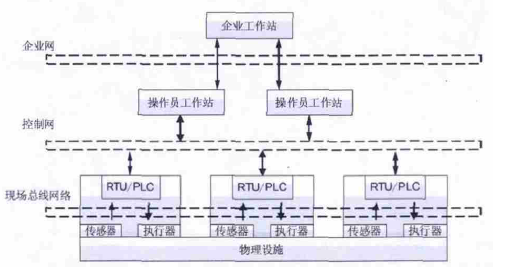 企业工作站
企业网
操作员工作站 操作员工作站
控制网
RTU/PLC RTU/PLC RTU/PLC
现场总线网络
传感器 执行器 传感器 执行器 传感器 执行器
物理设施